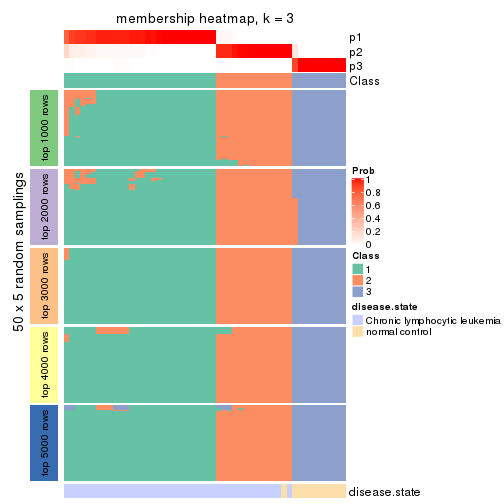 membership heatmap, k = 3
p1
p2
p3
Class
50 x 5 random samplings
top 1000 rows
top 2000 rows
top 3000 rows
top 4000 rows
top 5000 rows
Prob
1
0.8
0.6
0.4
0.2
0
Class
1
2
3
disease.state
Chronic lymphocytic leukemia
normal control
disease.state